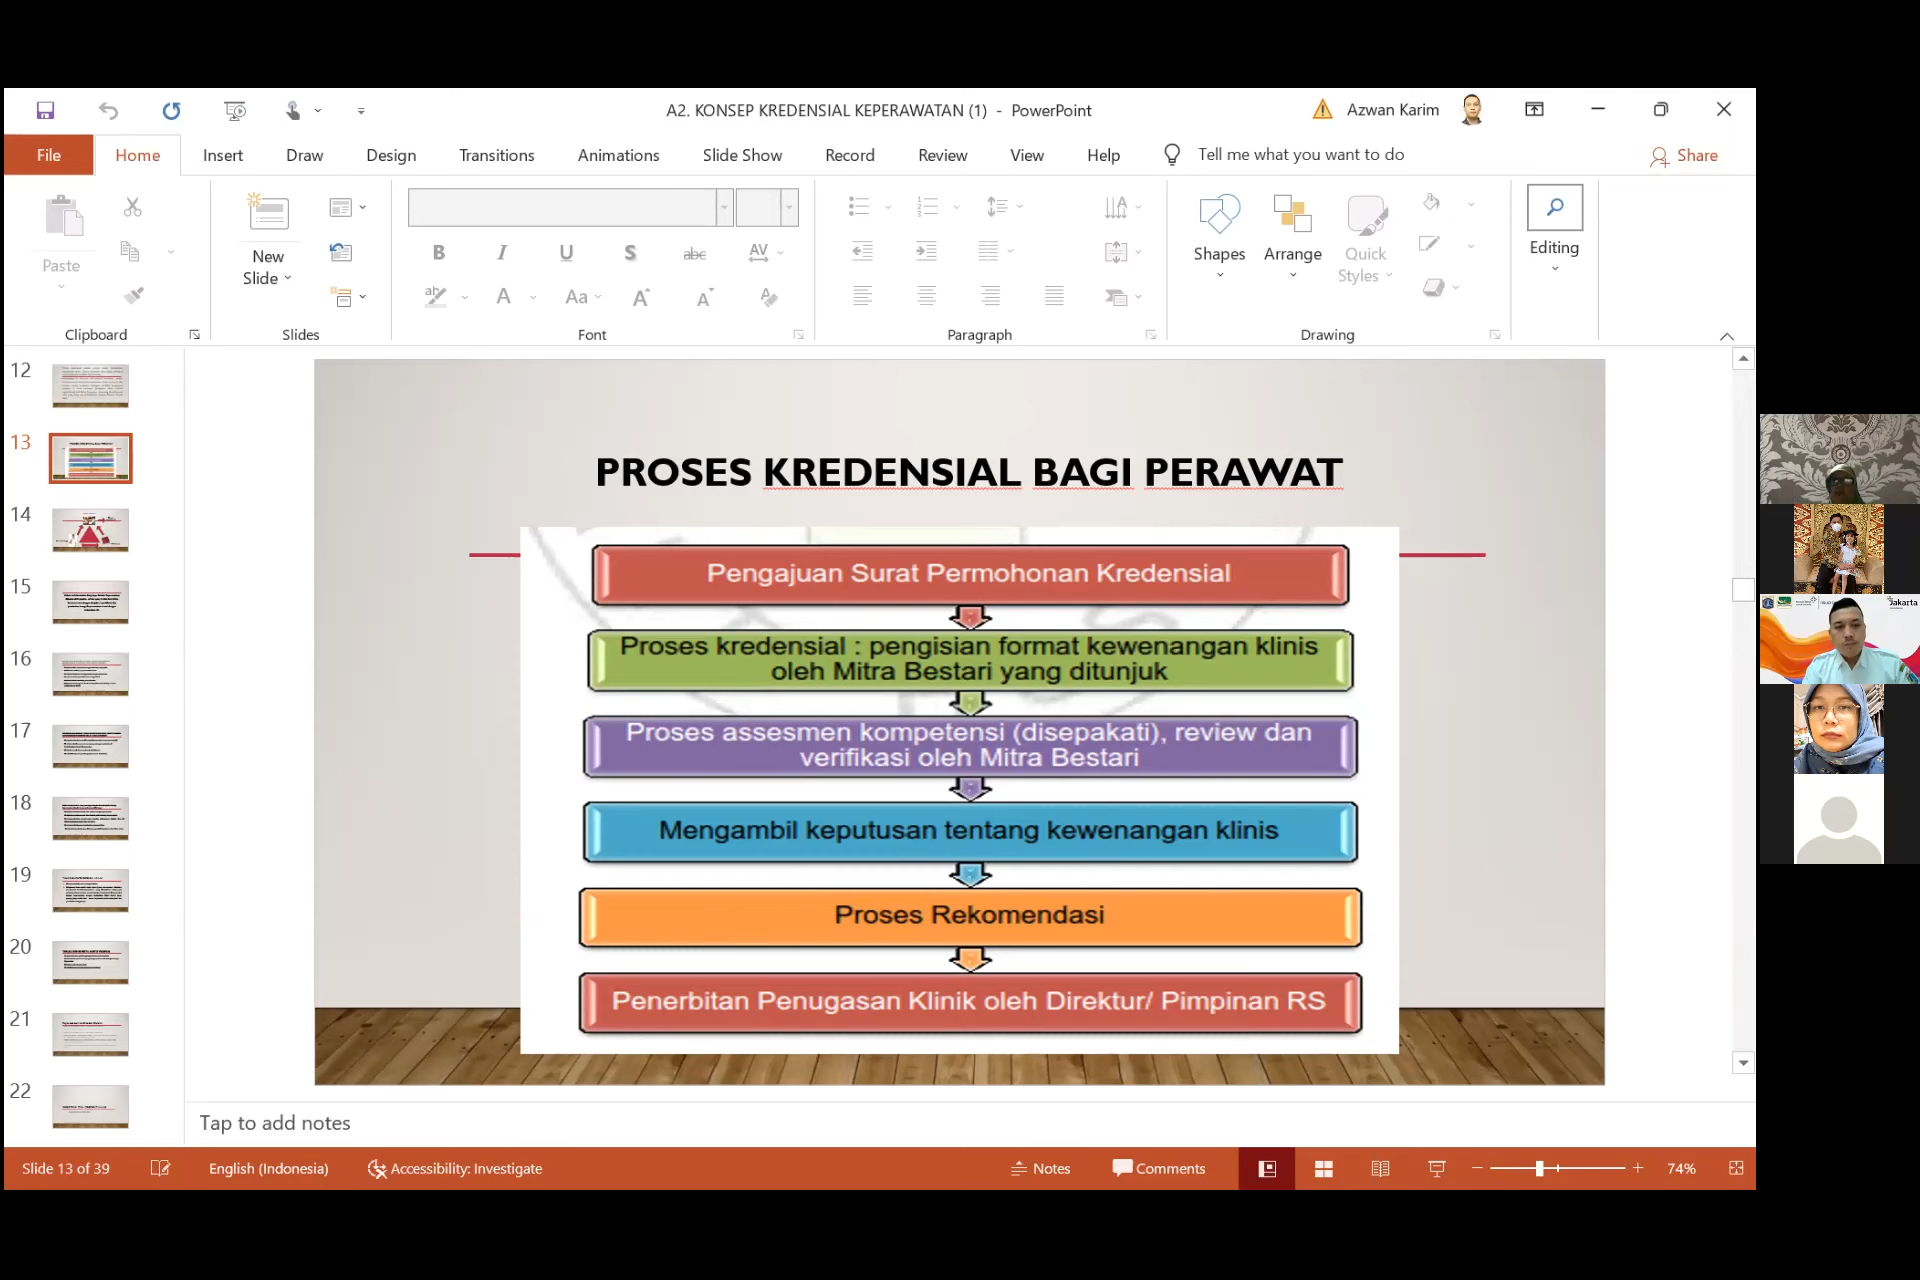 A2. KONSEP KREDENSIAL KEPERAWATAN (1) - PowerPoint
Azwan Karim
File
Home
Insert
Draw
Design
Transitions
Animations
Slide Show
Record
Review
View
Help
Tell me what you want to do
Share
Paste
New
Slide
B
I
U
S
abc
AV
A
Aa
A
A
Shapes
Arrange
Quick
Styles
Editing
Clipboard
Slides
Font
Paragraph
Drawing
12
13
14
15
16
17
18
19
20
21
22
PROSES KREDENSIAL BAGI PERAWAT
Pengajuan Surat Permohonan Kredensial
Proses kredensial : pengisian format kewenangan klinis
oleh Mitra Bestari yang ditunjuk
Proses assesmen kompetensi (disepakati), review dan
verifikasi oleh Mitra Bestari
Mengambil keputusan tentang kewenangan klinis
Proses Rekomendasi
Penerbitan Penugasan Klinik oleh Direktur/ Pimpinan RS
Jakarta
Tap to add notes
Slide 13 of 39
English (Indonesia)
Accessibility: Investigate
Notes
Comments
74%